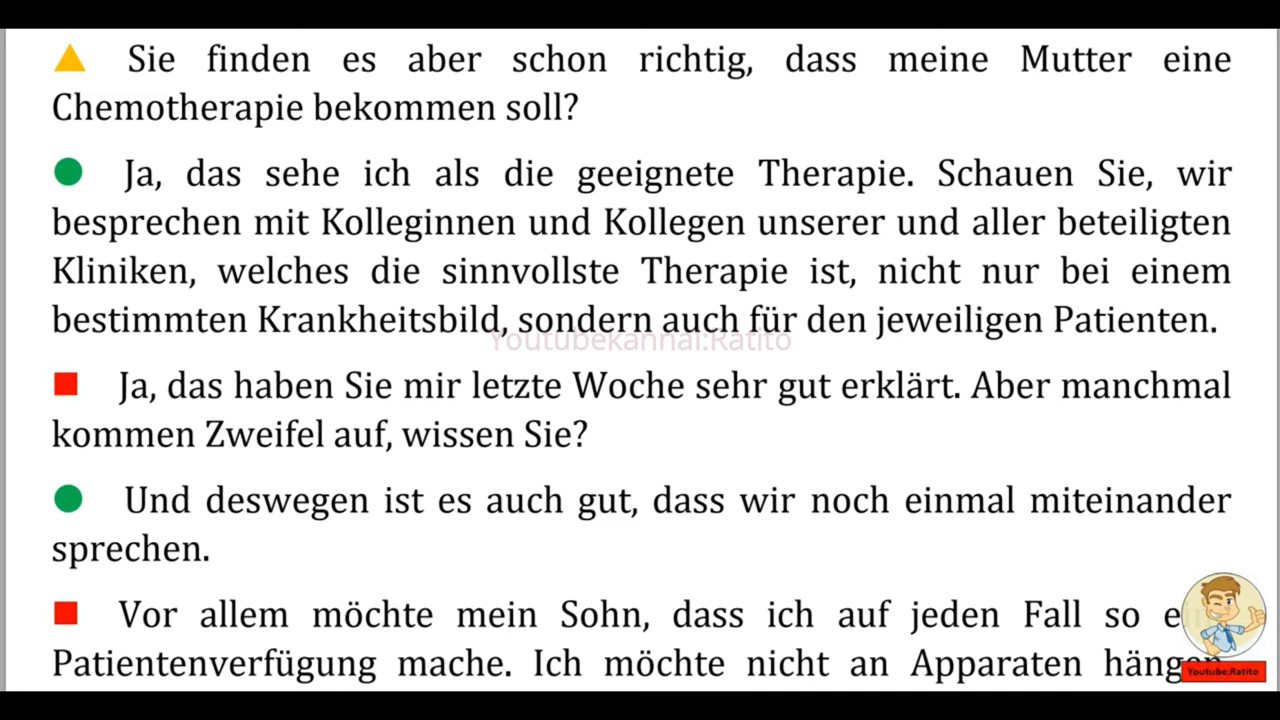 Sie finden es aber schon richtig, dass meine Mutter eine
Chemotherapie bekommen soll?
Ja, das sehe ich als die geeignete Therapie. Schauen Sie, wir
besprechen mit Kolleginnen und Kollegen unserer und aller beteiligten
Kliniken, welches die sinnvollste Therapie ist, nicht nur bei einem
bestimmten Krankheitsbild, sondern auch für den jeweiligen Patienten.
Youtubekannal:Ratito
Ja, das haben Sie mir letzte Woche sehr gut erklärt. Aber manchmal
kommen Zweifel auf, wissen Sie?
Und deswegen ist es auch gut, dass wir noch einmal miteinander
sprechen.
Vor allem möchte mein Sohn, dass ich auf jeden Fall so
Patientenverfügung mache. Ich möchte nicht an Apparaten
Youtube:Ratito